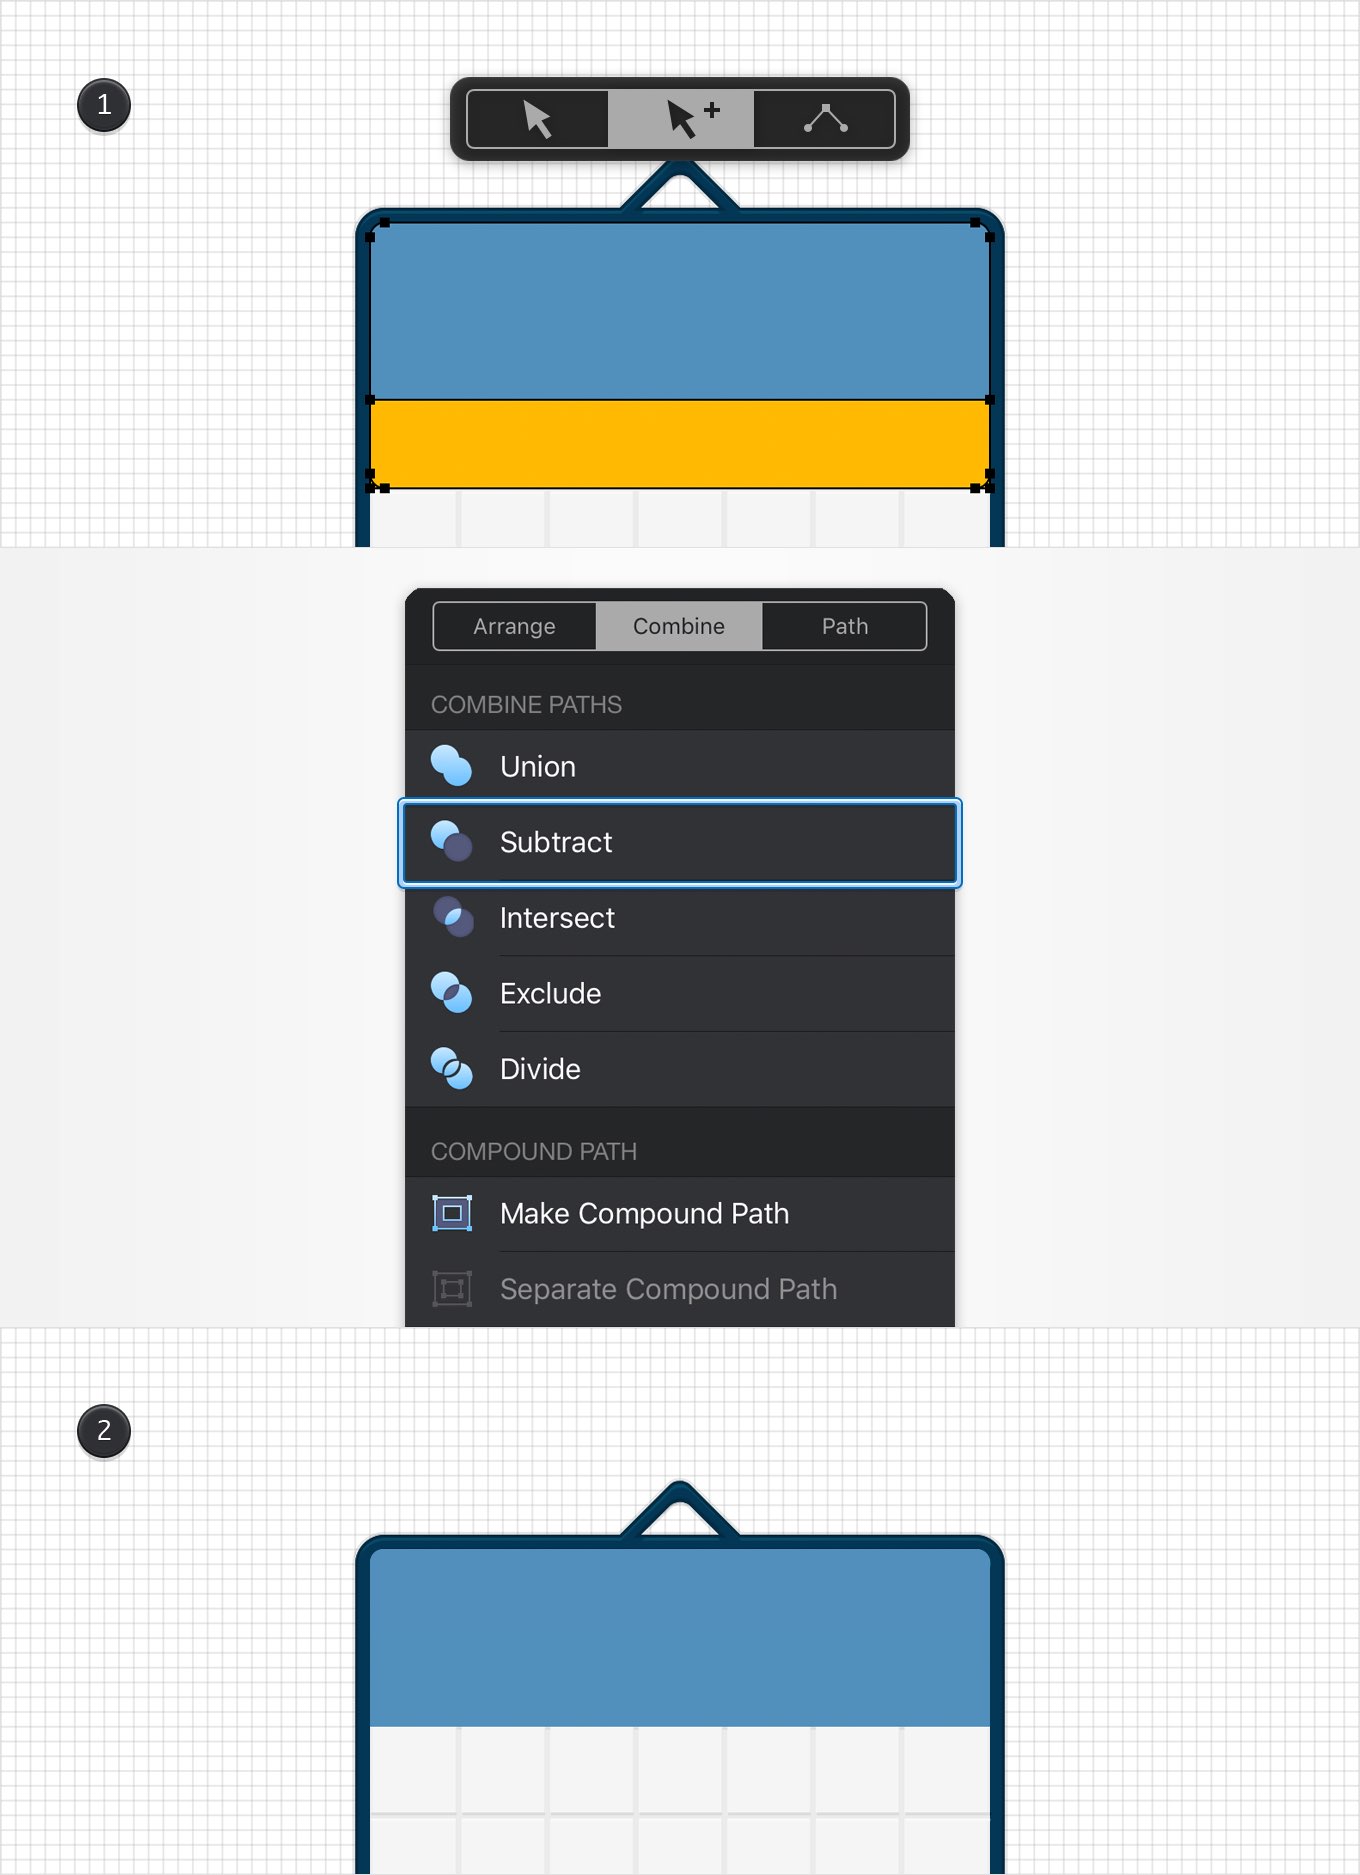 1
Arrange Combine Path
COMBINE PATHS
Union
Subtract
Intersect
Exclude
Divide
COMPOUND PATH
Make Compound Path
Separate Compound Path
2